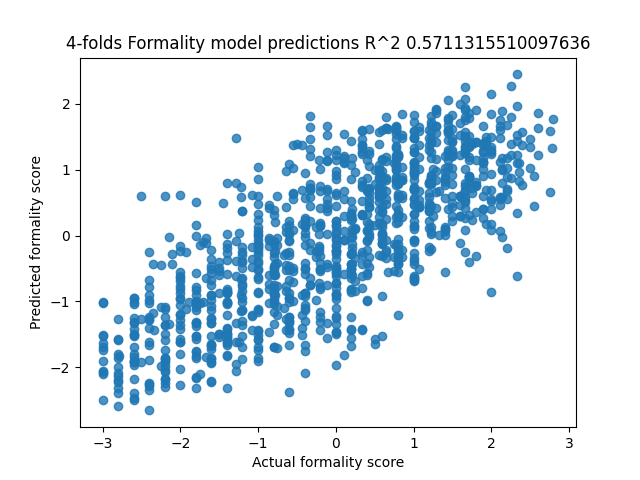 4-folds Formality model predictions R^2 0.5711315510097636
2
1
0
−1
−2
Predicted formality score
−3 −2 −1 0 1 2 3
Actual formality score